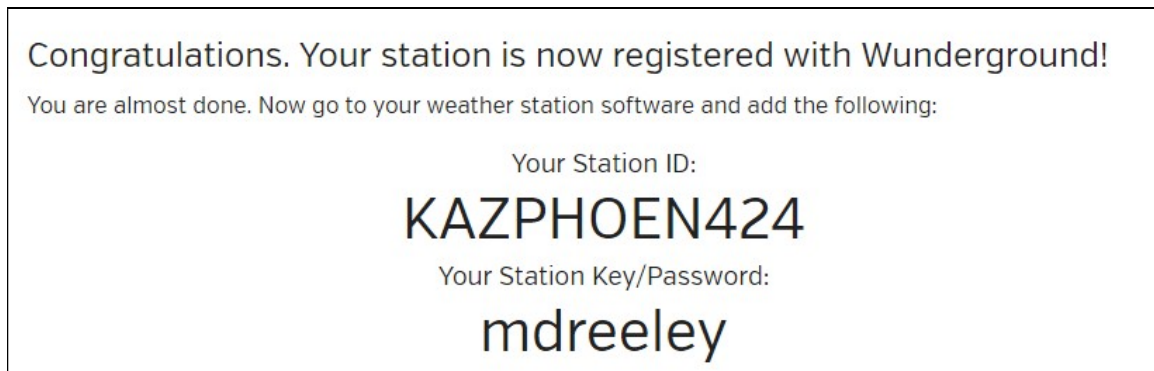 Congratulations. Your station is now registered with Wunderground!
You are almost done. Now go to your weather station software and add the following:
Your Station ID:
KAZPHOEN424
Your Station Key/Password:
mdreeley